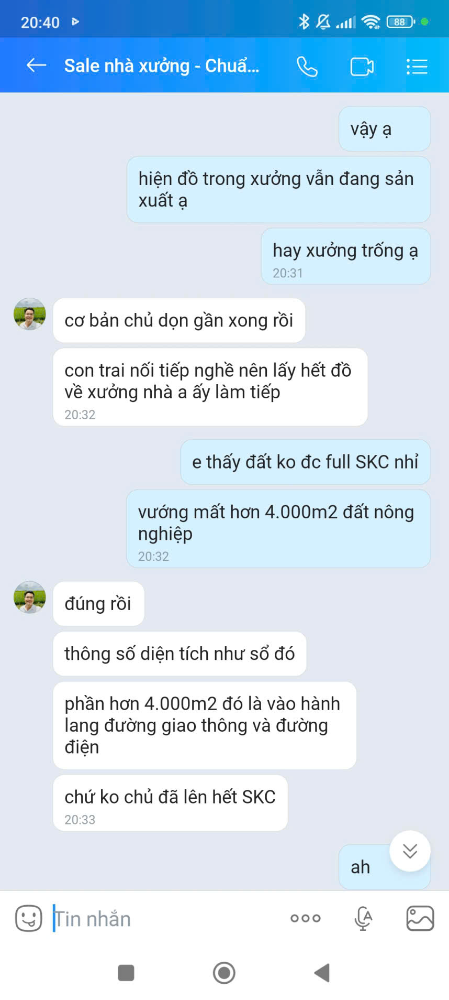 20:40
88
Sale nhà xưởng - Chuẩ...
vậy ạ
hiện đồ trong xưởng vẫn đang sản
xuất ạ
hay xưởng trống ạ
20:31
cơ bản chủ dọn gần xong rồi
con trai nối tiếp nghề nên lấy hết đồ
về xưởng nhà a ấy làm tiếp
20:32
e thấy đất ko đc full SKC nhỉ
vướng mất hơn 4.000m2 đất nông
nghiệp
20:32
đúng rồi
thông số diện tích như sổ đó
phần hơn 4.000m2 đó là vào hành
lang đường giao thông và đường
điện
chứ ko chủ đã lên hết SKC
20:33
ah
Tin nhắn